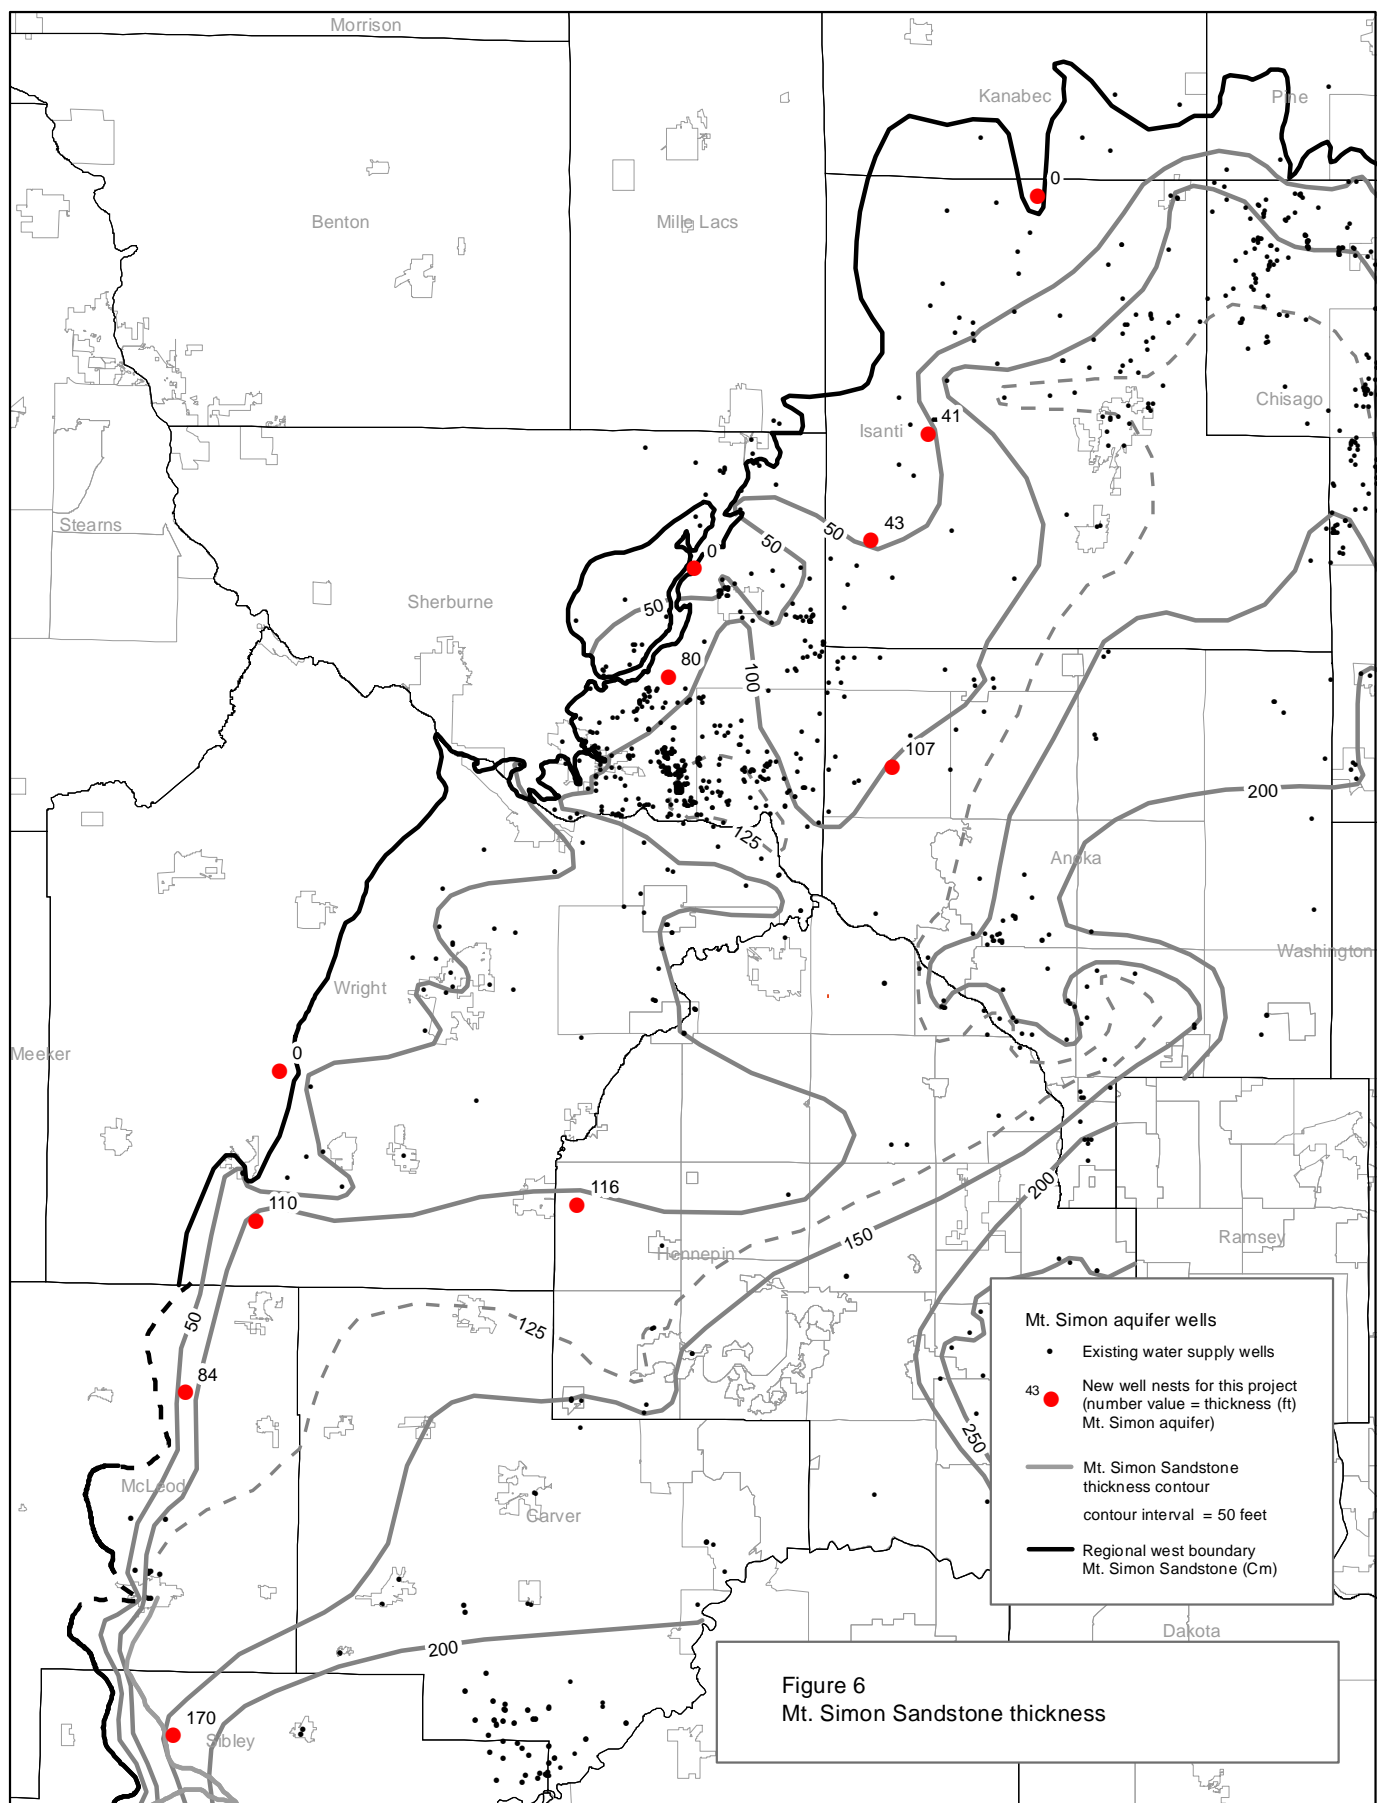 Morrison
Kanabec
Pine
0
Benton
Mille Lacs
Chisago
41
Isanti
Stearns
43
50
50
0
Sherburne
50
80
100
107
200
125
Anoka
Washington
Wright
Meeker
0
200
110
116
150
Hennepin
Ramsey
50
125
84
250
McLeod
Carver
200
170
Sibley
Dakota
Mt. Simon aquifer wells
Existing water supply wells
43
New well nests for this project
(number value = thickness (ft)
Mt. Simon aquifer)
Mt. Simon Sandstone
thickness contour
contour interval = 50 feet
Regional west boundary
Mt. Simon Sandstone (Cm)
Figure 6
Mt. Simon Sandstone thickness